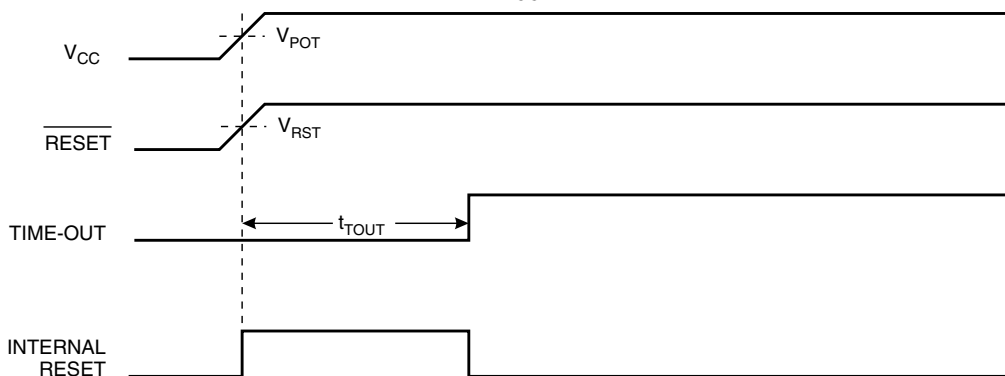 V_CC
V_POT
RESET
V_RST
TIME-OUT
t_TOUT
INTERNAL
RESET